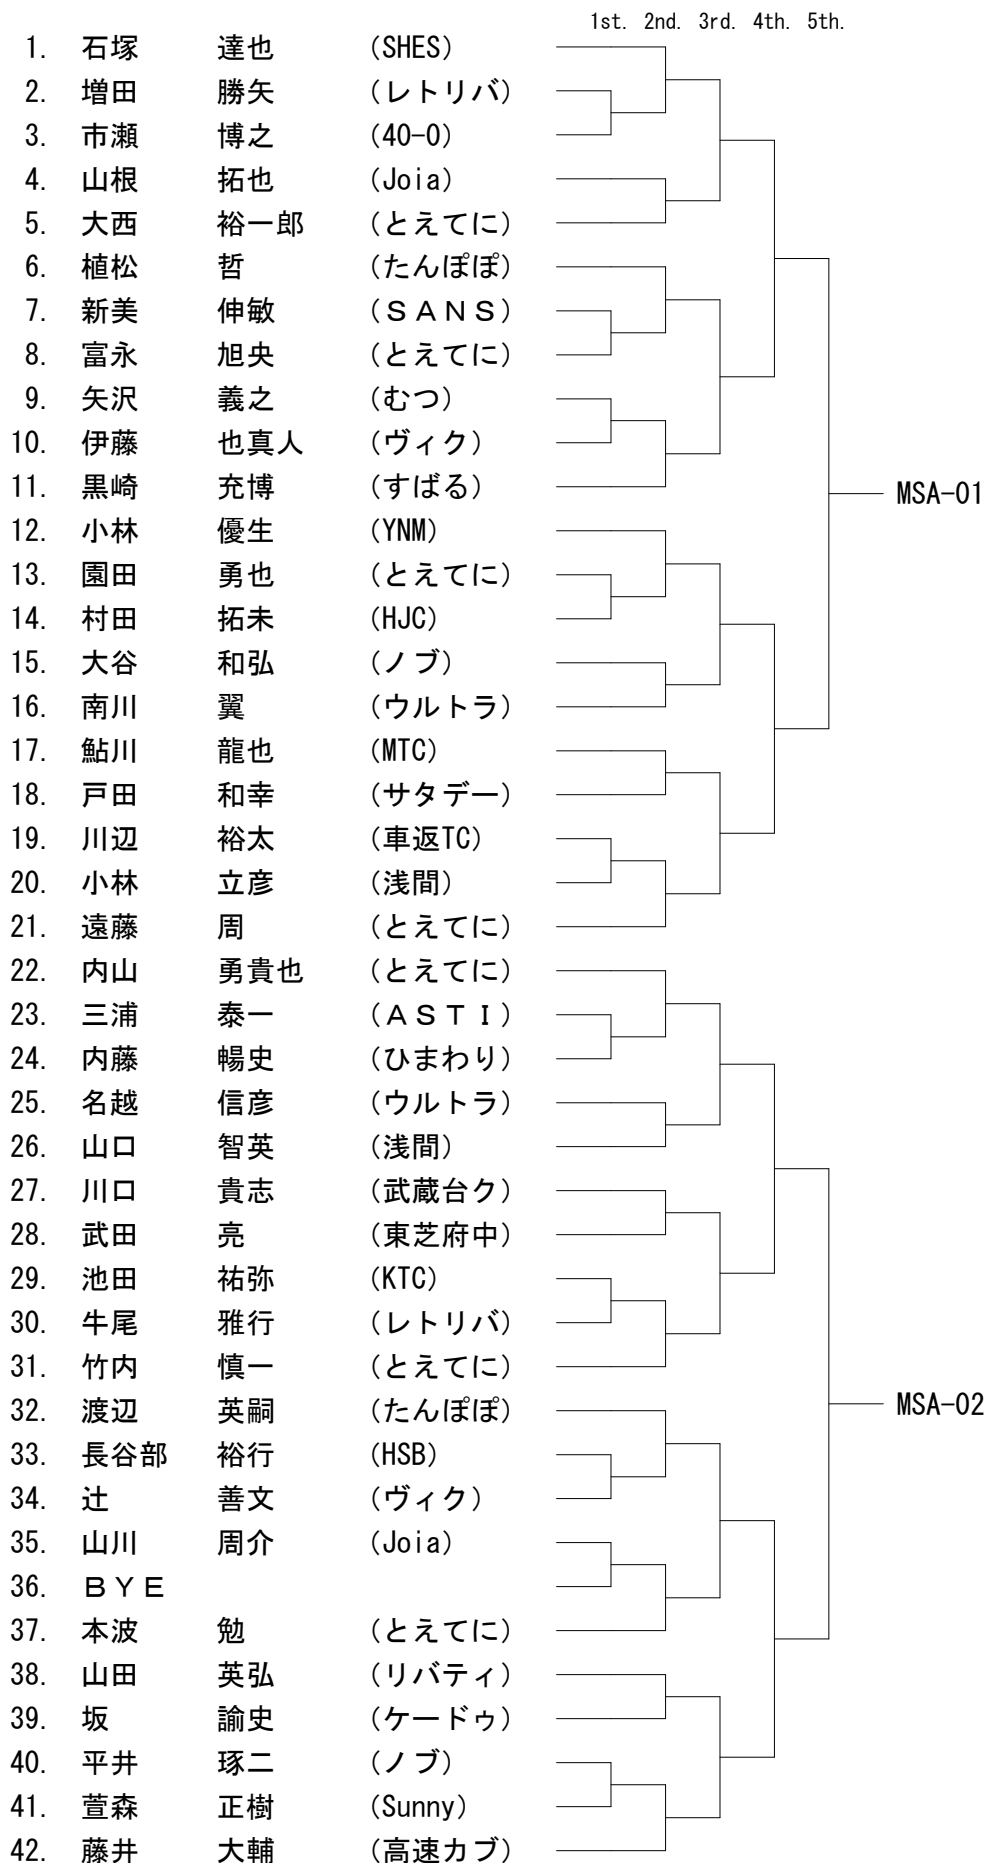 1st. 2nd. 3rd. 4th. 5th.
1. 石塚 達也 (SHES)
2. 増田 勝矢 (レトリバ)
3. 市瀬 博之 (40-0)
4. 山根 拓也 (Joia)
5. 大西 裕一郎 (とえてに)
6. 植松 哲 (たんぽぽ)
7. 新美 伸敏 (ＳＡＮＳ)
8. 富永 旭央 (とえてに)
9. 矢沢 義之 (むつ)
10. 伊藤 也真人 (ヴィク)
11. 黒崎 充博 (すばる)
MSA-01
12. 小林 優生 (YNM)
13. 園田 勇也 (とえてに)
14. 村田 拓未 (HJC)
15. 大谷 和弘 (ノブ)
16. 南川 翼 (ウルトラ)
17. 鮎川 龍也 (MTC)
18. 戸田 和幸 (サタデー)
19. 川辺 裕太 (車返TC)
20. 小林 立彦 (浅間)
21. 遠藤 周 (とえてに)
22. 内山 勇貴也 (とえてに)
23. 三浦 泰一 (ＡＳＴＩ)
24. 内藤 暢史 (ひまわり)
25. 名越 信彦 (ウルトラ)
26. 山口 智英 (浅間)
27. 川口 貴志 (武蔵台ク)
28. 武田 亮 (東芝府中)
29. 池田 祐弥 (KTC)
30. 牛尾 雅行 (レトリバ)
31. 竹内 慎一 (とえてに)
32. 渡辺 英嗣 (たんぽぽ)
MSA-02
33. 長谷部 裕行 (HSB)
34. 辻 善文 (ヴィク)
35. 山川 周介 (Joia)
36. ＢＹＥ
37. 本波 勉 (とえてに)
38. 山田 英弘 (リバティ)
39. 坂 諭史 (ケードゥ)
40. 平井 琢二 (ノブ)
41. 萱森 正樹 (Sunny)
42. 藤井 大輔 (高速カブ)